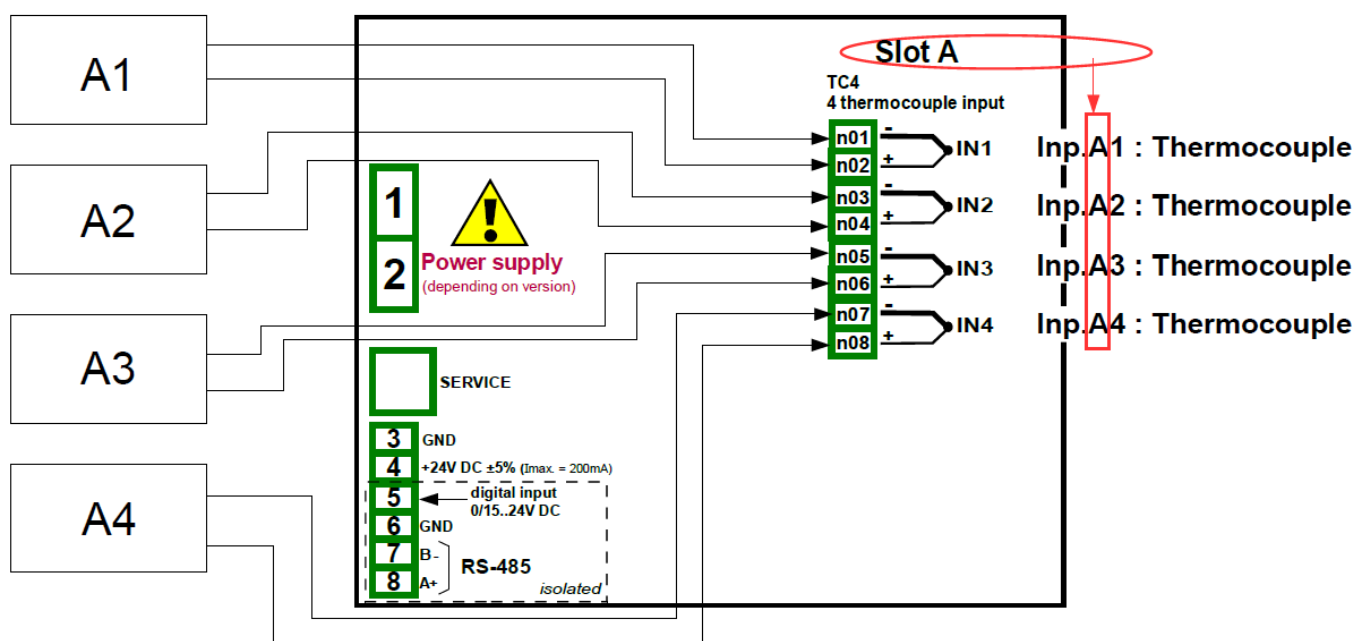 A1
A2
A3
A4
Slot A
TC4
4 thermocouple input
n01
-
n02
+
IN1
n03
-
n04
+
IN2
n05
-
n06
+
IN3
n07
-
n08
+
IN4
Inp.A1 : Thermocouple
Inp.A2 : Thermocouple
Inp.A3 : Thermocouple
Inp.A4 : Thermocouple
1
2
!
Power supply
(depending on version)
SERVICE
3 GND
4 +24V DC ±5% (Imax. = 200mA)
5 digital input
0/15..24V DC
6 GND
7 B-
8 A+
RS-485
isolated